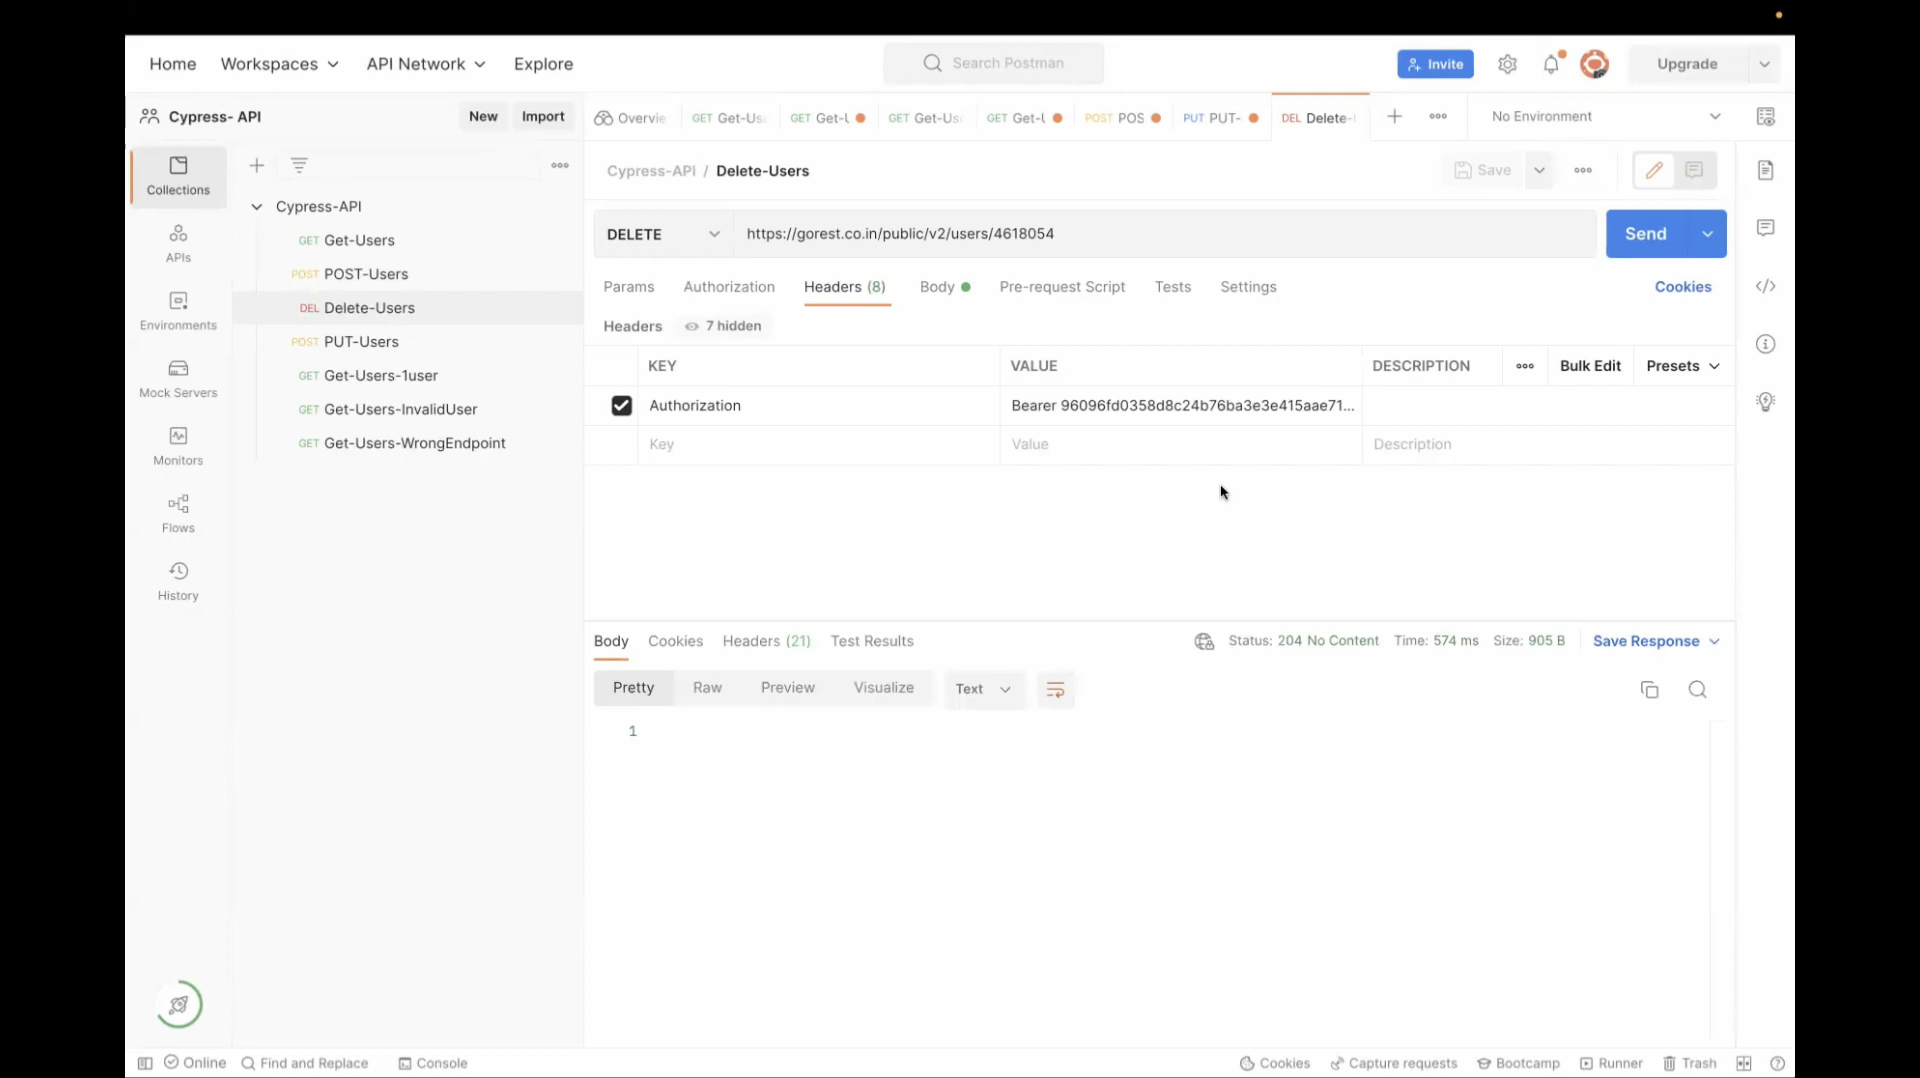 Home Workspaces API Network Explore Search Postman Invite Upgrade
Cypress- API New Import
Overvie GET Get-Us GET Get-U GET Get-Us GET Get-U POST POS PUT PUT- DEL Delete- No Environment
Collections
APIs
Environments
Mock Servers
Monitors
Flows
History
Cypress-API
GET Get-Users
POST POST-Users
DEL Delete-Users
POST PUT-Users
GET Get-Users-1user
GET Get-Users-InvalidUser
GET Get-Users-WrongEndpoint
Cypress-API / Delete-Users Save
DELETE https://gorest.co.in/public/v2/users/4618054 Send
Params Authorization Headers (8) Body Pre-request Script Tests Settings Cookies
Headers 7 hidden
KEY VALUE DESCRIPTION Bulk Edit Presets
Authorization Bearer 96096fd0358d8c24b76ba3e3e415aae71...
Key Value Description
Body Cookies Headers (21) Test Results Status: 204 No Content Time: 574 ms Size: 905 B Save Response
Pretty Raw Preview Visualize Text
1
Online Find and Replace Console Cookies Capture requests Bootcamp Runner Trash